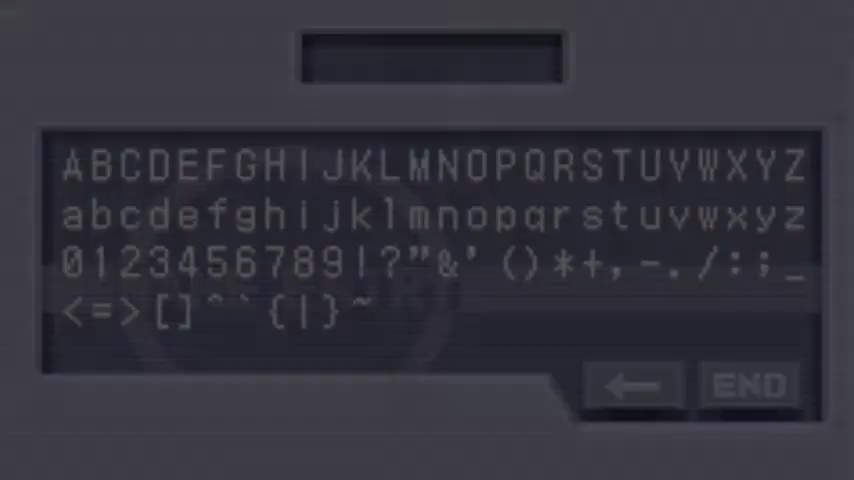 ABCDEFGHIJKLMNOPQRSTUVWXYZ
abcdefghijklmnopqrstuvwxyz
0123456789!?”&’()*+,-./:;_
<=>[]^`{|}~
← END